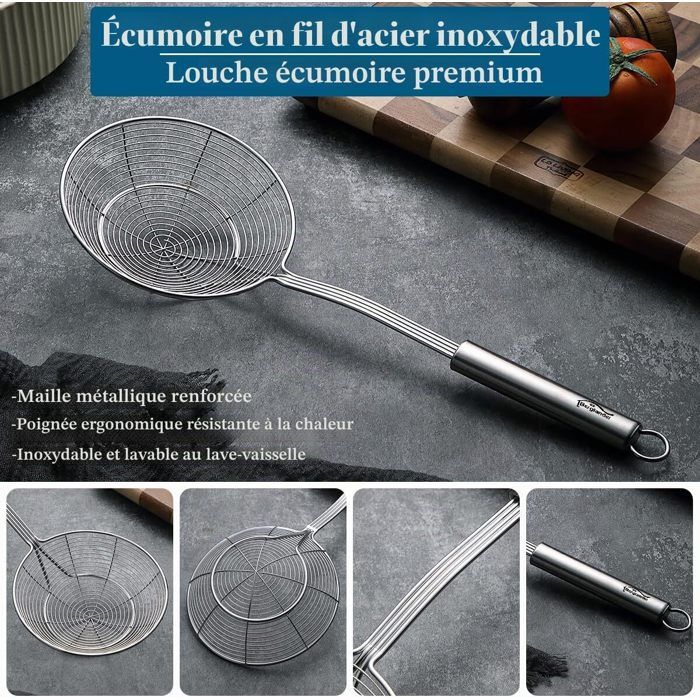 Écumoire en fil d'acier inoxydable
Louche écumoire premium
-Maille métallique renforcée
-Poignée ergonomique résistante à la chaleur
-Inoxydable et lavable au lave-vaisselle